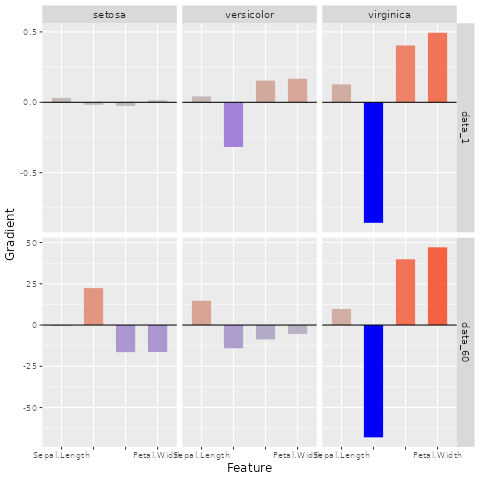 setosa versicolor virginica
0.5
0.0
-0.5
data_1
50
25
0
-25
-50
data_60
Gradient
Sepal.Length Petal.Width Sepal.Length Petal.Width Sepal.Length Petal.Width
Feature